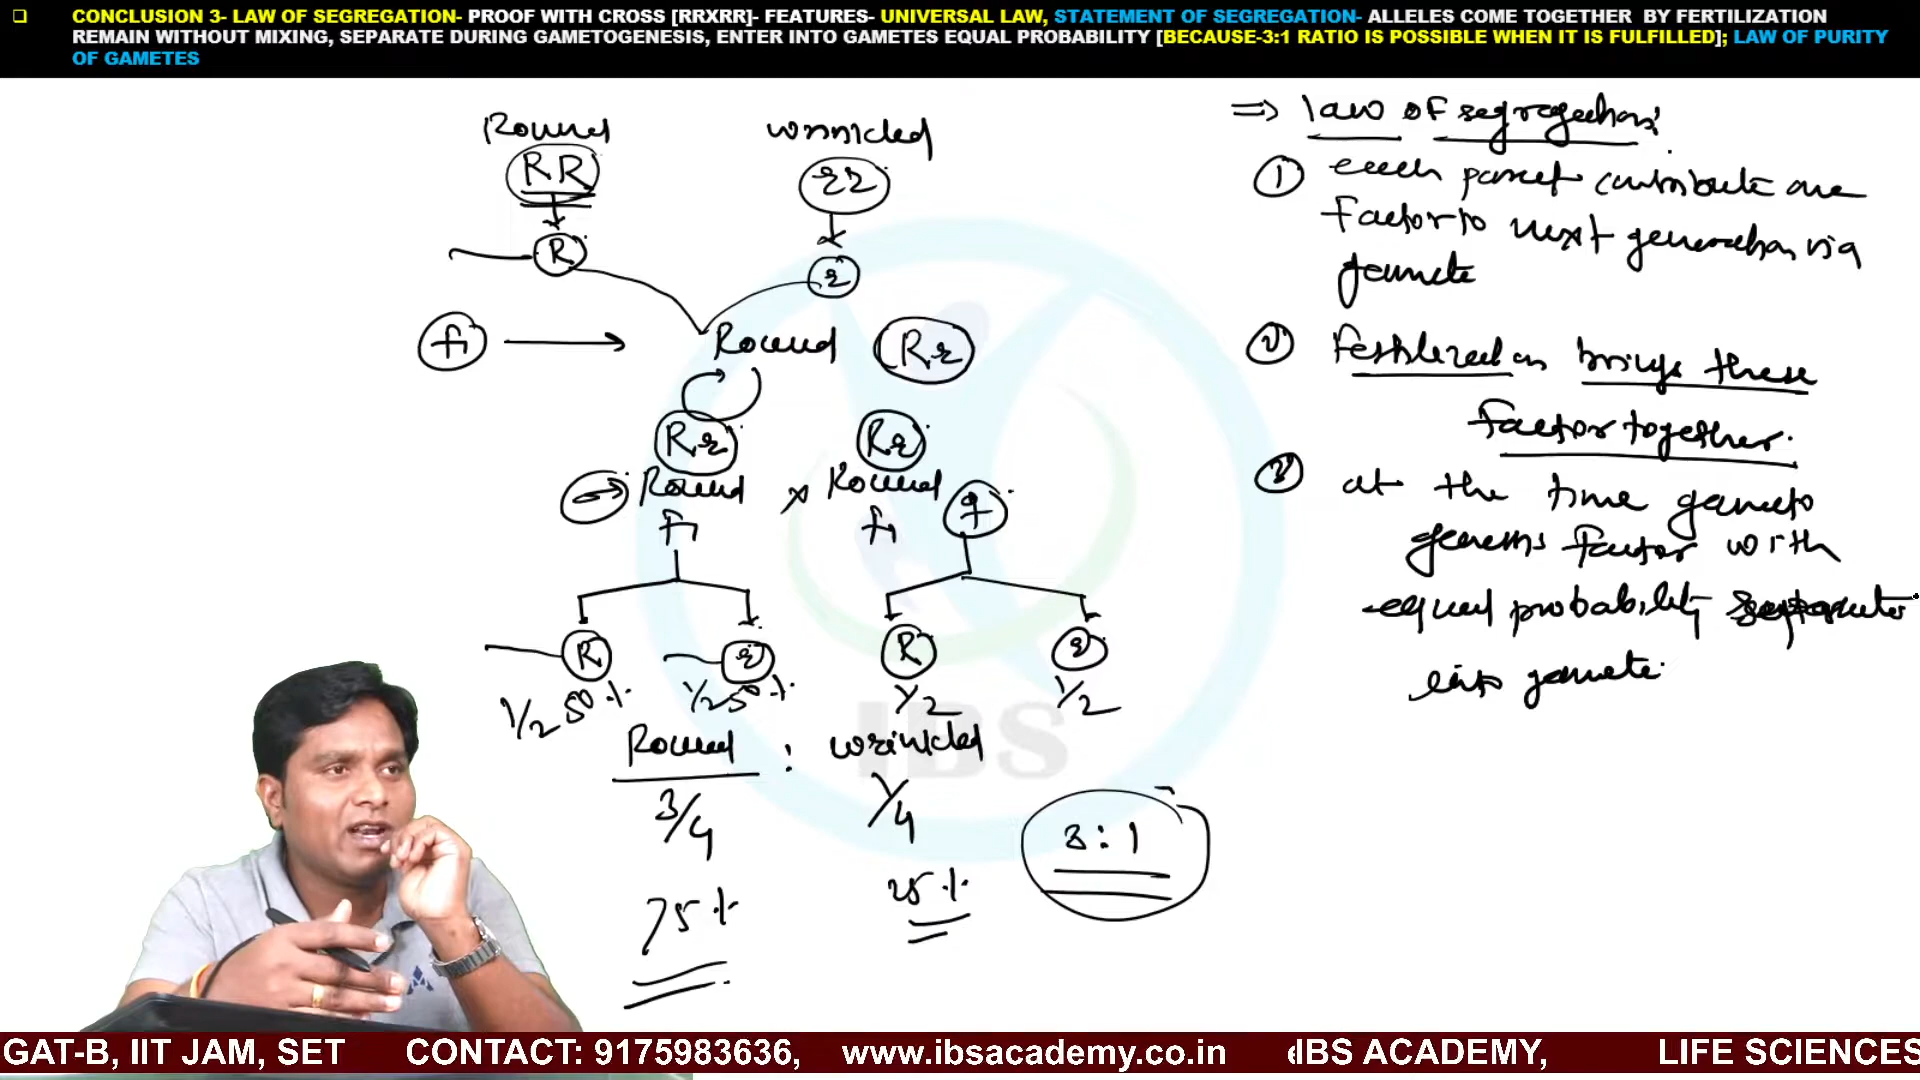 CONCLUSION 3- LAW OF SEGREGATION- PROOF WITH CROSS [RRXRR]- FEATURES- UNIVERSAL LAW, STATEMENT OF SEGREGATION- ALLELES COME TOGETHER BY FERTILIZATION
REMAIN WITHOUT MIXING, SEPARATE DURING GAMETOGENESIS, ENTER INTO GAMETES EQUAL PROBABILITY [BECAUSE-3:1 RATIO IS POSSIBLE WHEN IT IS FULFILLED]; LAW OF PURITY
OF GAMETES
Round
RR
R
wrinkled
rr
r
F1 → Round Rr
Rr Rr
Round × Round
F1 F1
R r R r
1/2 50% 1/2 50% 1/2 1/2
Round : wrinkled
3/4 1/4
3:1
75% 25%
⇒ law of segregation:
① each parent contribute one
factor to next generation via
gamete
② Fertilization brings these
factor together.
③ at the time gameto
genesis factor with
equal probability separates
into gamete.
IBS
GAT-B, IIT JAM, SET CONTACT: 9175983636, www.ibsacademy.co.in IBS ACADEMY, LIFE SCIENCES